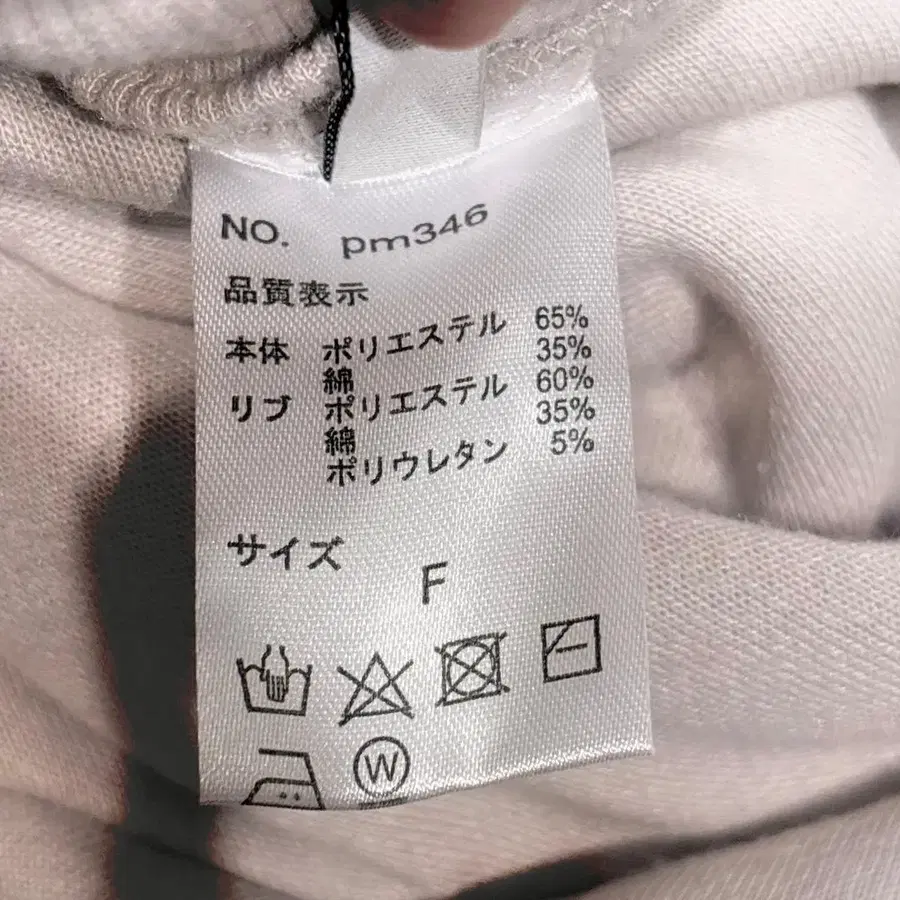 NO. pm346
品質表示
本体 ポリエステル 65%
綿 35%
リブ ポリエステル 60%
綿 35%
ポリウレタン 5%
サイズ
F
W